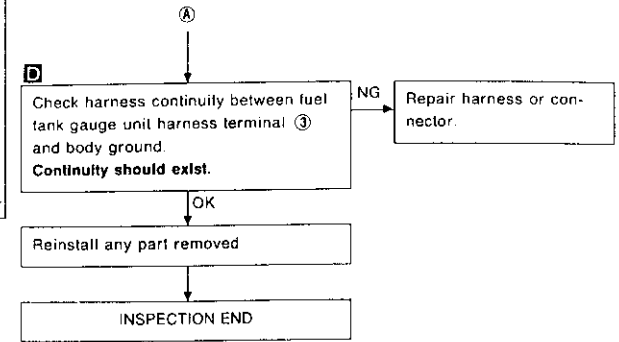 Ⓐ
D
Check harness continuity between fuel
tank gauge unit harness terminal ③
and body ground.
Continuity should exist.
NG
Repair harness or con-
nector.
OK
Reinstall any part removed
INSPECTION END